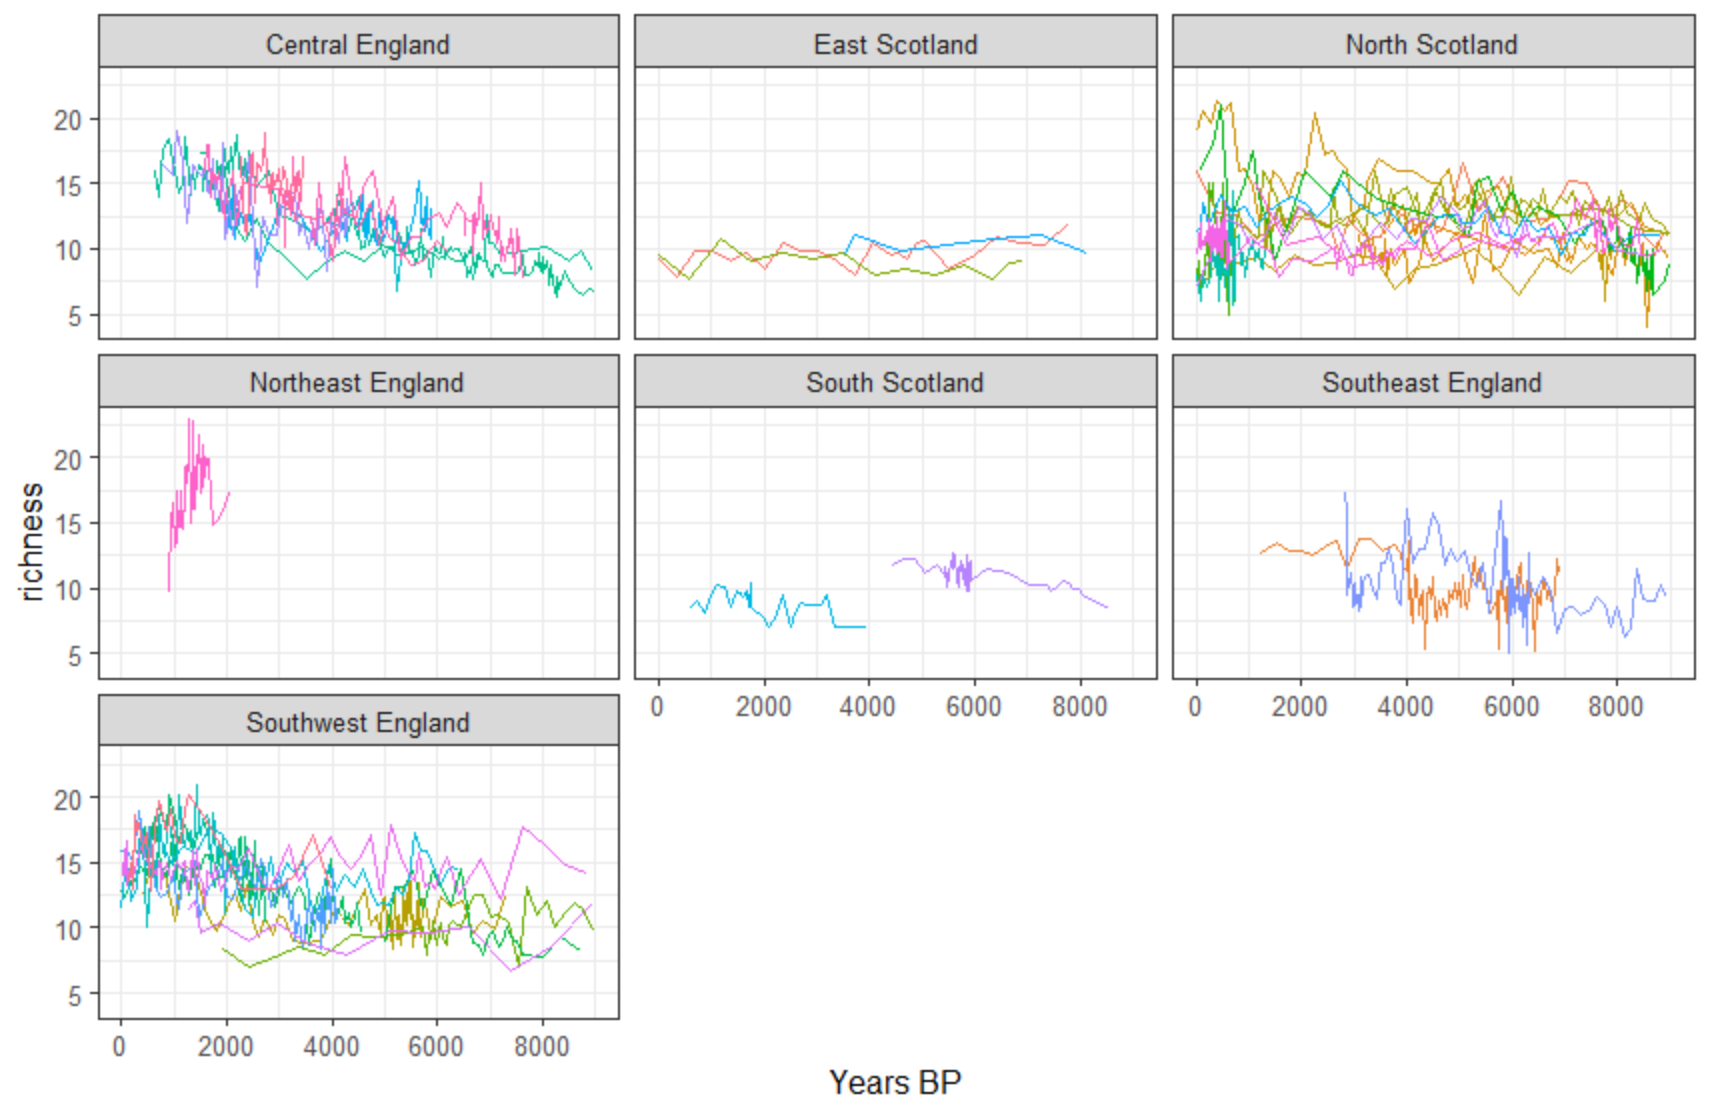 Central England
East Scotland
North Scotland
20
15
10
5
Northeast England
South Scotland
Southeast England
richness
20
15
10
5
0 2000 4000 6000 8000
0 2000 4000 6000 8000
Southwest England
20
15
10
5
0 2000 4000 6000 8000
Years BP